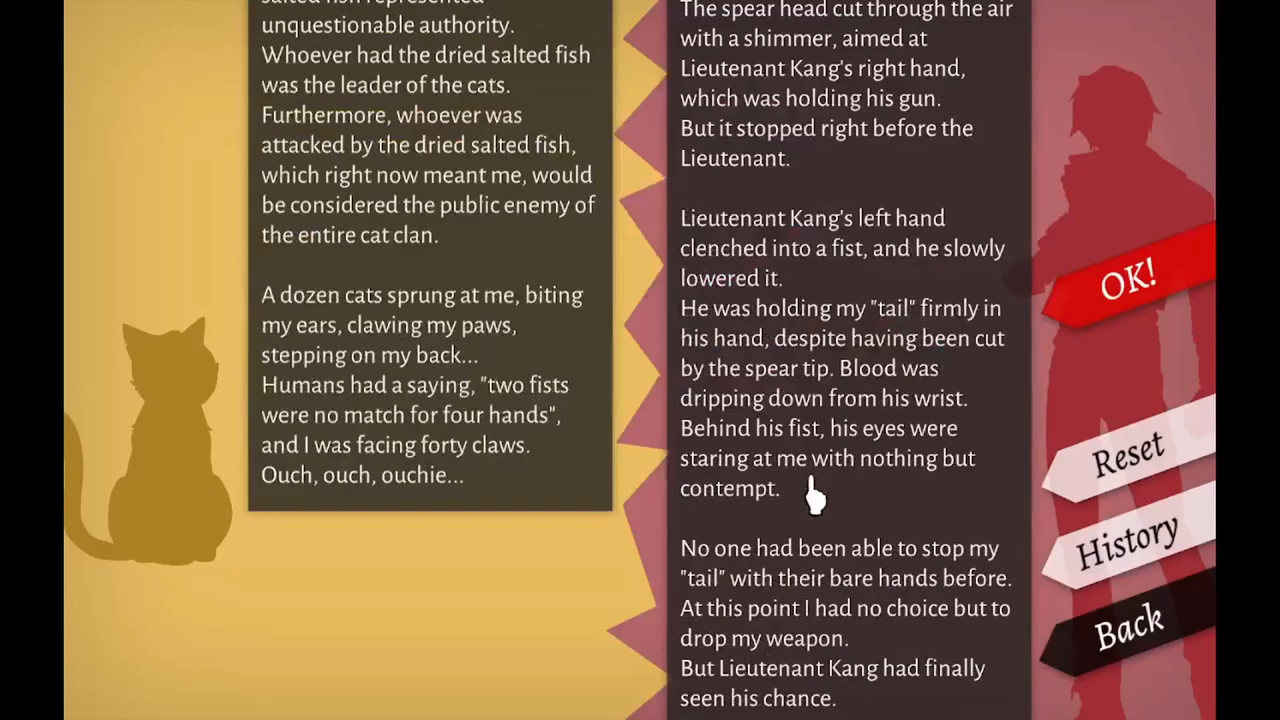 salted fish represented
unquestionable authority.
Whoever had the dried salted fish
was the leader of the cats.
Furthermore, whoever was
attacked by the dried salted fish,
which right now meant me, would
be considered the public enemy of
the entire cat clan.
A dozen cats sprung at me, biting
my ears, clawing my paws,
stepping on my back...
Humans had a saying, "two fists
were no match for four hands",
and I was facing forty claws.
Ouch, ouch, ouchie...
The spear head cut through the air
with a shimmer, aimed at
Lieutenant Kang's right hand,
which was holding his gun.
But it stopped right before the
Lieutenant.
Lieutenant Kang's left hand
clenched into a fist, and he slowly
lowered it.
He was holding my "tail" firmly in
his hand, despite having been cut
by the spear tip. Blood was
dripping down from his wrist.
Behind his fist, his eyes were
staring at me with nothing but
contempt.
No one had been able to stop my
"tail" with their bare hands before.
At this point I had no choice but to
drop my weapon.
But Lieutenant Kang had finally
seen his chance.
OK!
Reset
History
Back